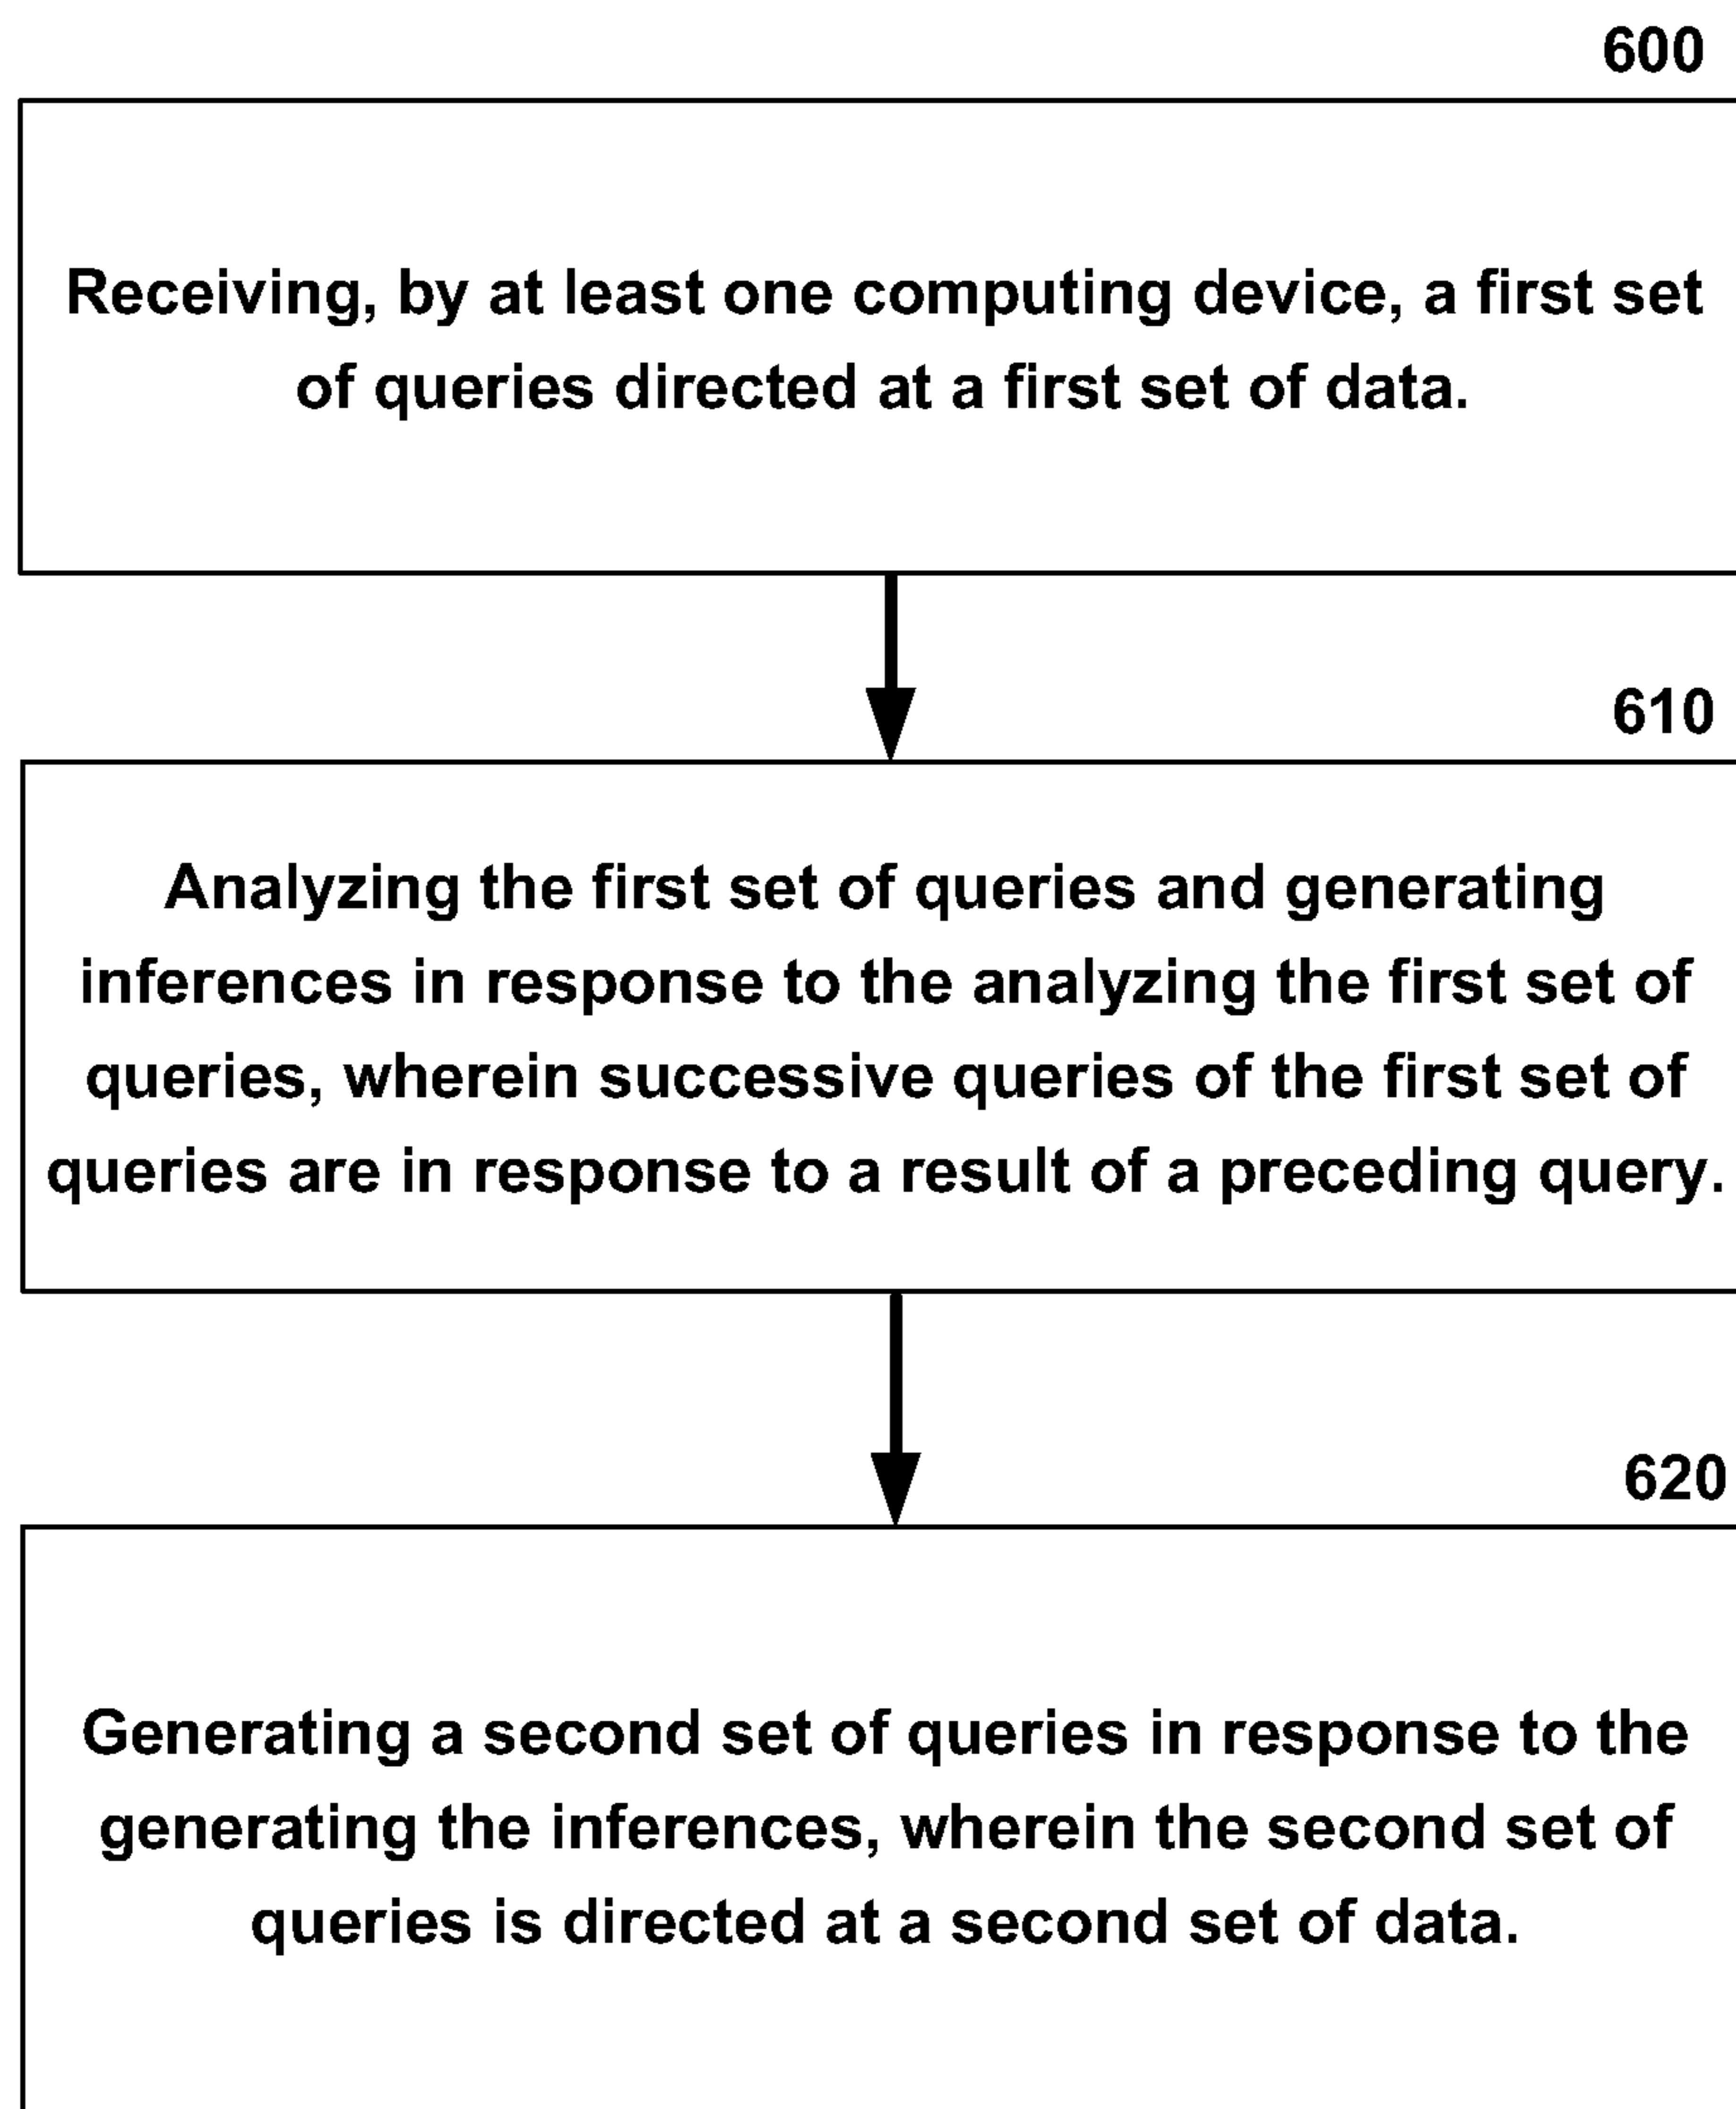 600
Receiving, by at least one computing device, a first set
of queries directed at a first set of data.
610
Analyzing the first set of queries and generating
inferences in response to the analyzing the first set of
queries, wherein successive queries of the first set of
queries are in response to a result of a preceding query.
620
Generating a second set of queries in response to the
generating the inferences, wherein the second set of
queries is directed at a second set of data.